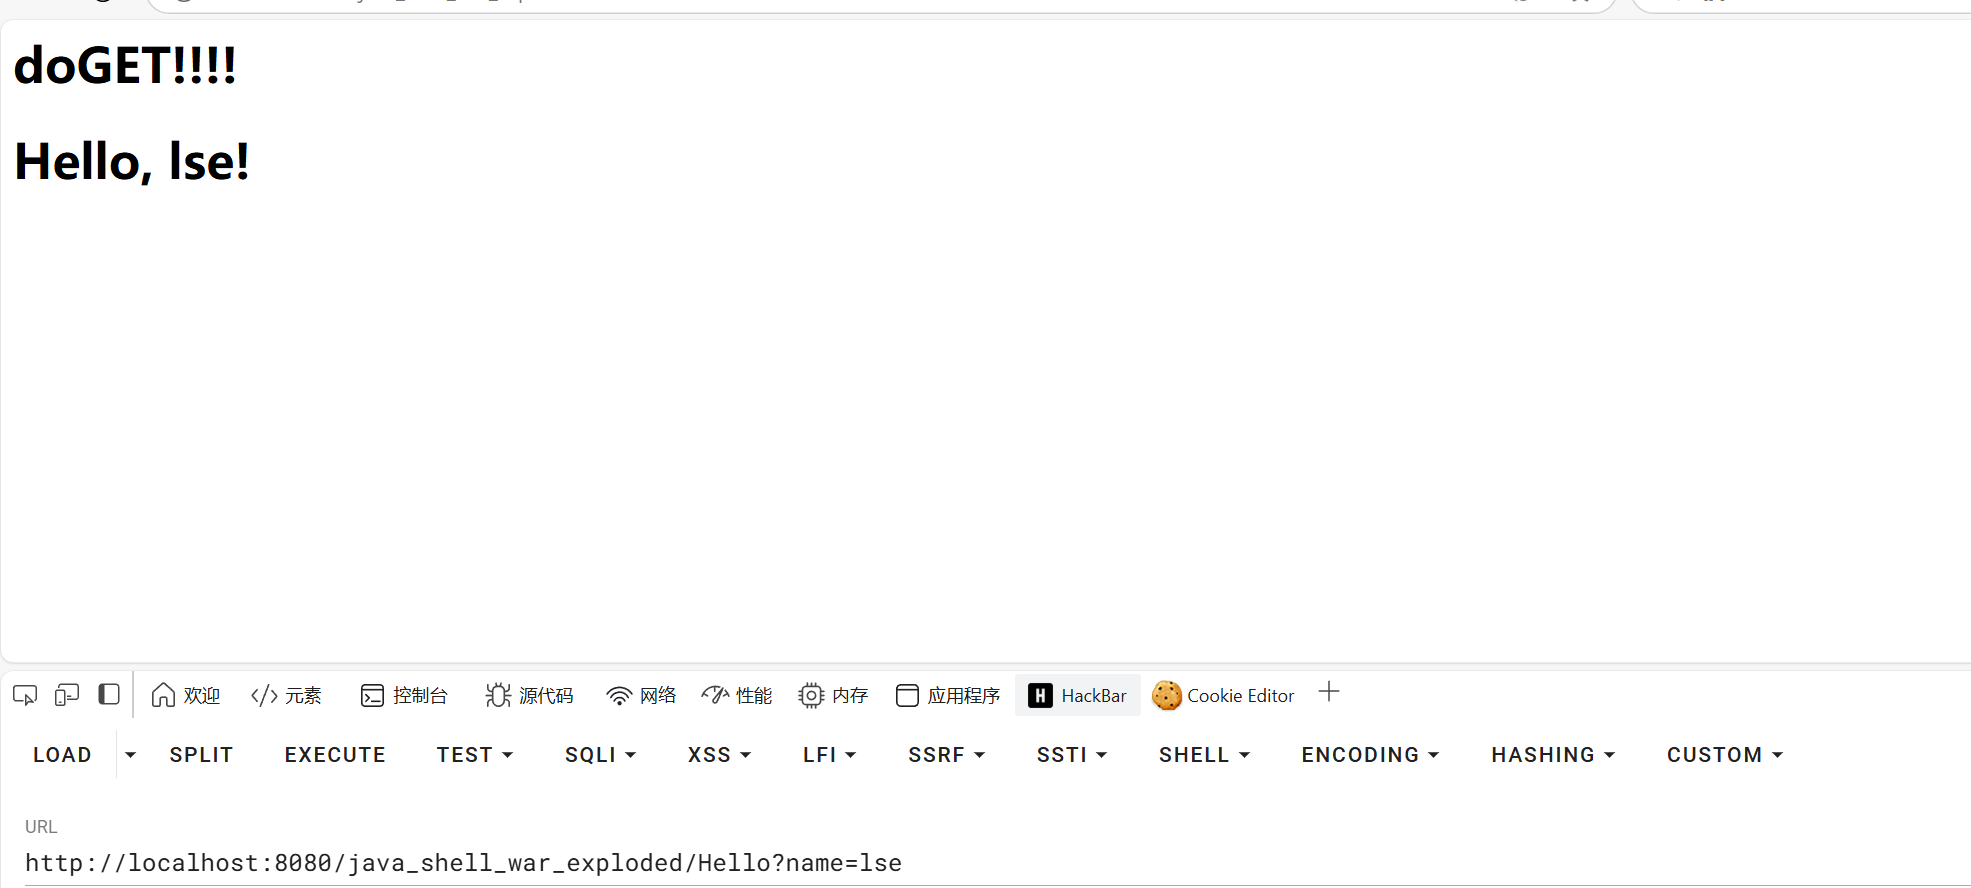 doGET!!!!
Hello, lse!
欢迎 元素 控制台 源代码 网络 性能 内存 应用程序 HackBar Cookie Editor
LOAD SPLIT EXECUTE TEST SQLI XSS LFI SSRF SSTI SHELL ENCODING HASHING CUSTOM
URL
http://localhost:8080/java_shell_war_exploded/Hello?name=lse